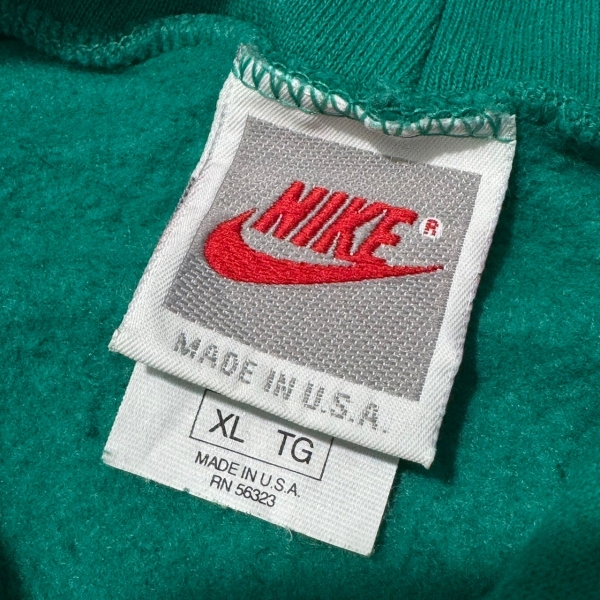 NIKE®
MADE IN U.S.A.
XL TG
MADE IN U.S.A.
RN 56323